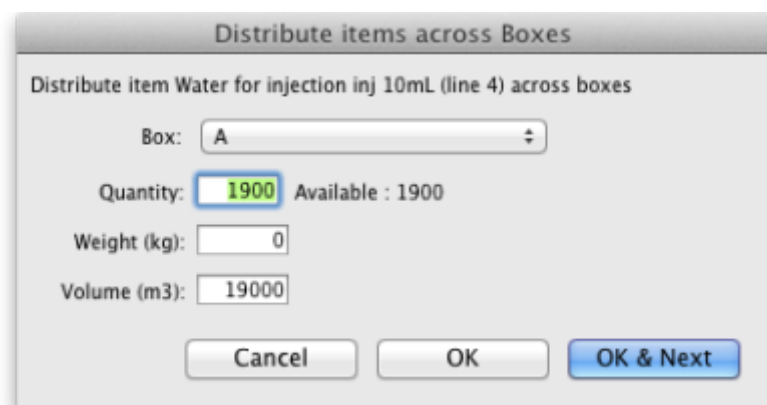 Distribute items across Boxes
Distribute item Water for injection inj 10mL (line 4) across boxes
Box: A
Quantity: 1900 Available : 1900
Weight (kg): 0
Volume (m3): 19000
Cancel OK OK & Next